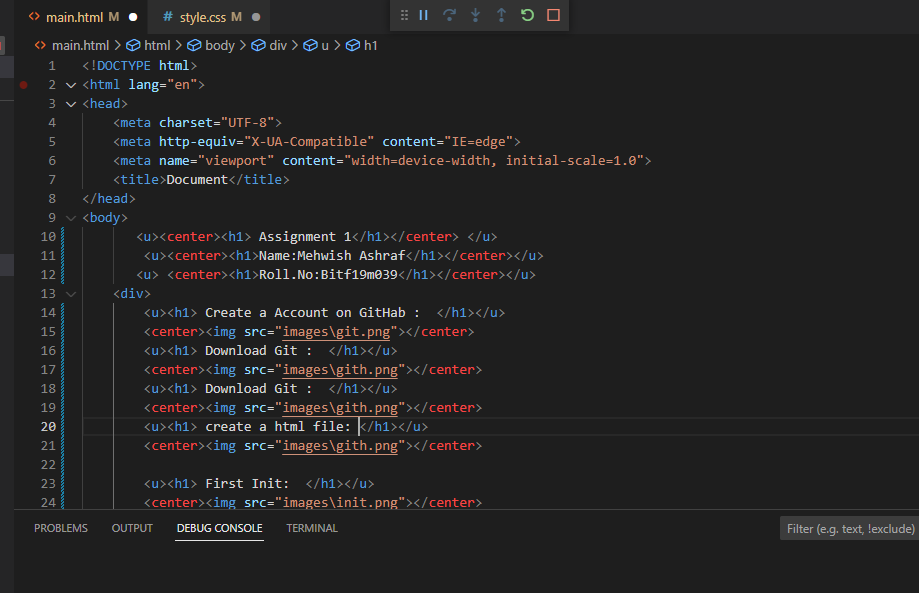 main.html M
# style.css M
main.html > html > body > div > u > h1
1 <!DOCTYPE html>
2 <html lang="en">
3 <head>
4 <meta charset="UTF-8">
5 <meta http-equiv="X-UA-Compatible" content="IE=edge">
6 <meta name="viewport" content="width=device-width, initial-scale=1.0">
7 <title>Document</title>
8 </head>
9 <body>
10 <u><center><h1> Assignment 1</h1></center> </u>
11 <u><center><h1>Name:Mehwish Ashraf</h1></center></u>
12 <u> <center><h1>Roll.No:Bitf19m039</h1></center></u>
13 <div>
14 <u><h1> Create a Account on GitHab :  </h1></u>
15 <center><img src="images\git.png"></center>
16 <u><h1> Download Git :  </h1></u>
17 <center><img src="images\gith.png"></center>
18 <u><h1> Download Git :  </h1></u>
19 <center><img src="images\gith.png"></center>
20 <u><h1> create a html file: </h1></u>
21 <center><img src="images\gith.png"></center>
22
23 <u><h1> First Init:  </h1></u>
24 <center><img src="images\init.png"></center>
PROBLEMS OUTPUT DEBUG CONSOLE TERMINAL
Filter (e.g. text, !exclude)